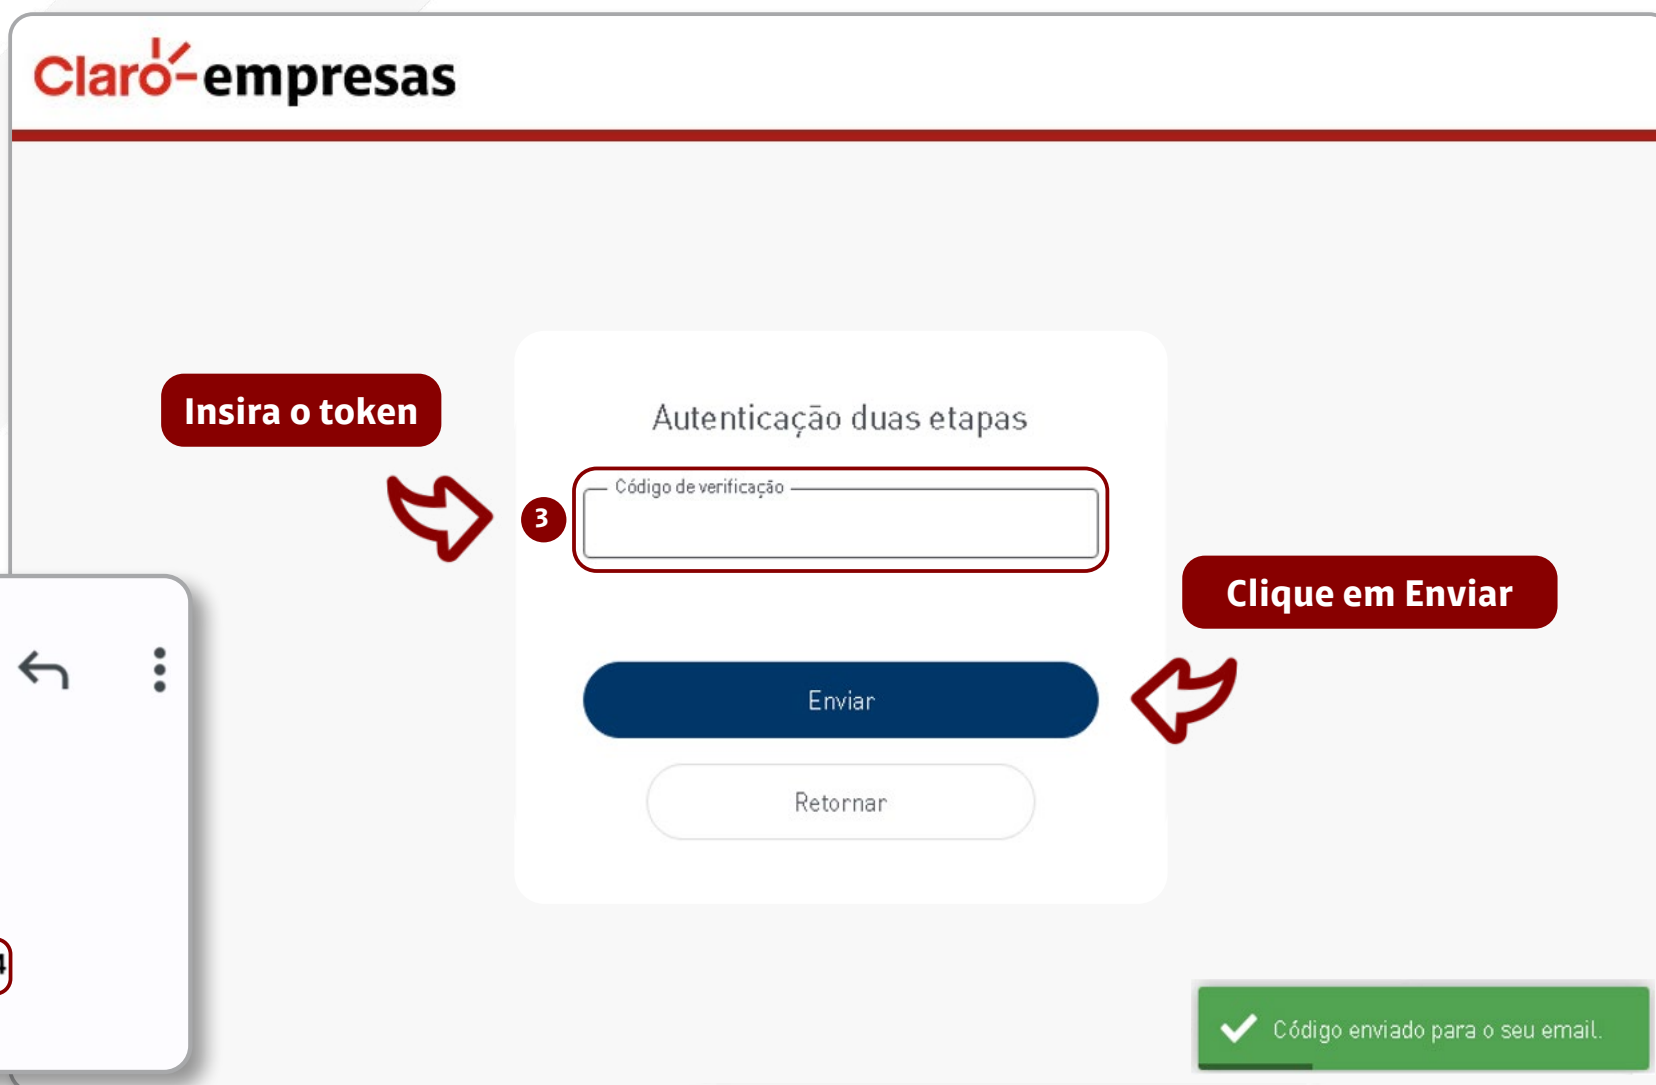 Claro empresas
Insira o token
Autenticação duas etapas
Código de verificação
3
Clique em Enviar
Enviar
Retornar
4
Código enviado para o seu email.